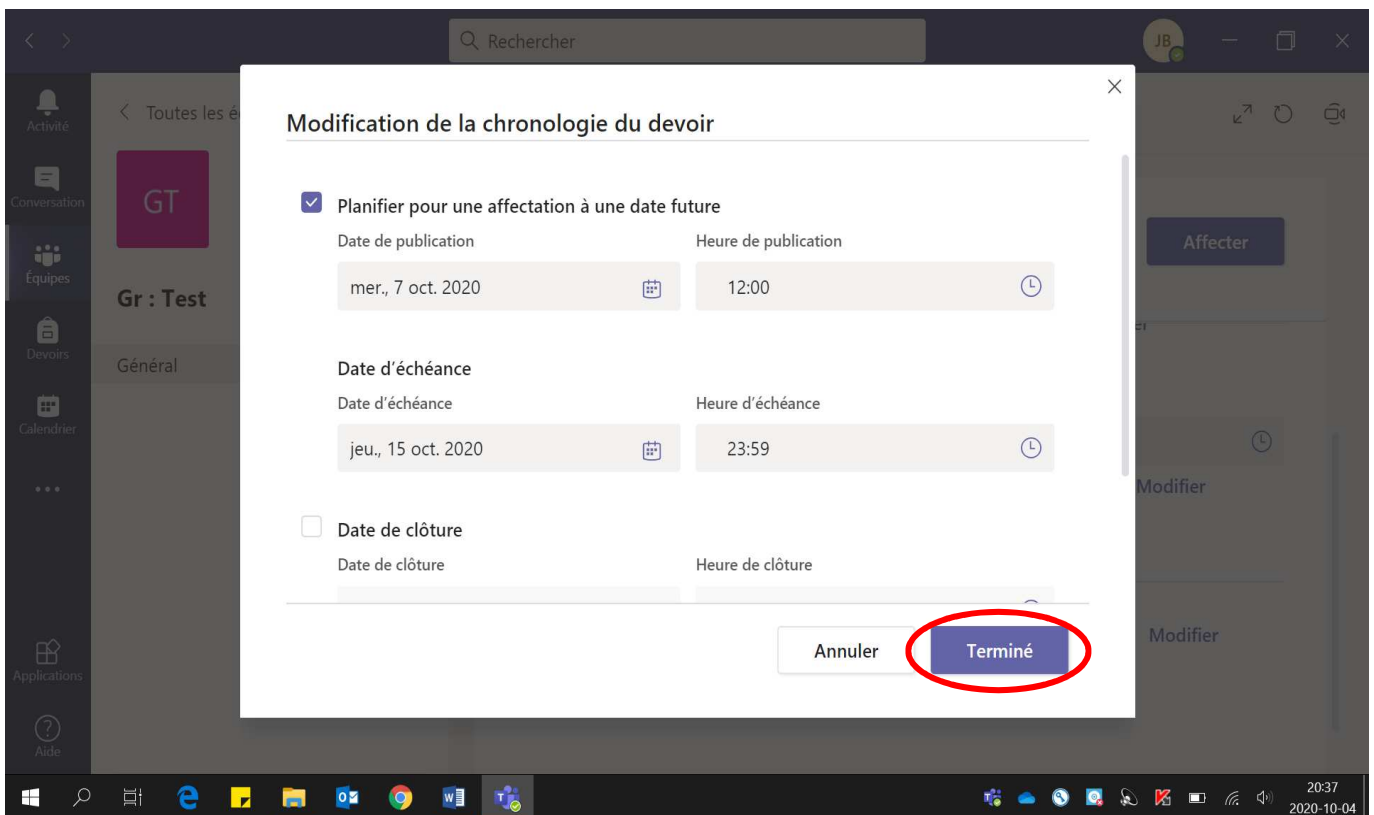 Rechercher
JB
Activité
Toutes les é
Modification de la chronologie du devoir
Conversation
GT
Planifier pour une affectation à une date future
Date de publication
Heure de publication
Affecter
Équipes
mer., 7 oct. 2020
12:00
Gr : Test
Devoirs
Général
Date d'échéance
Date d'échéance
Heure d'échéance
Calendrier
jeu., 15 oct. 2020
23:59
Modifier
Date de clôture
Date de clôture
Heure de clôture
Annuler
Terminé
Modifier
Applications
Aide
20:37
2020-10-04